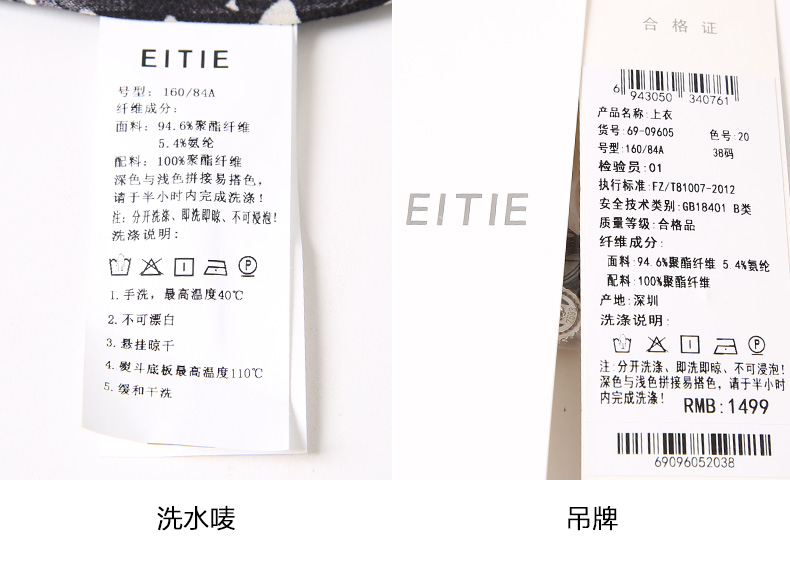 EITIE
号型: 160/84A
纤维成分:
面料: 94.6%聚酯纤维
5.4%氨纶
配料: 100%聚酯纤维
深色与浅色拼接易搭色,
请于半小时内完成洗涤!
注: 分开洗涤、即洗即晾、不可浸泡!
洗涤说明:
1.手洗, 最高温度40℃
2.不可漂白
3.悬挂晾干
4.熨斗底板最高温度110℃
5.缓和干洗
洗水唛
EITIE
合格证
6 943050 340761
产品名称:上衣
货号:69-09605 色号:20
号型:160/84A 38码
检验员:01
执行标准:FZ/T81007-2012
安全技术类别:GB18401 B类
质量等级:合格品
纤维成分:
面料:94.6%聚酯纤维 5.4%氨纶
配料:100%聚酯纤维
产地:深圳
洗涤说明:
注:分开洗涤、即洗即晾、不可浸泡!
深色与浅色拼接易搭色,请于半小时
内完成洗涤!
RMB:1499
69096052038
吊牌